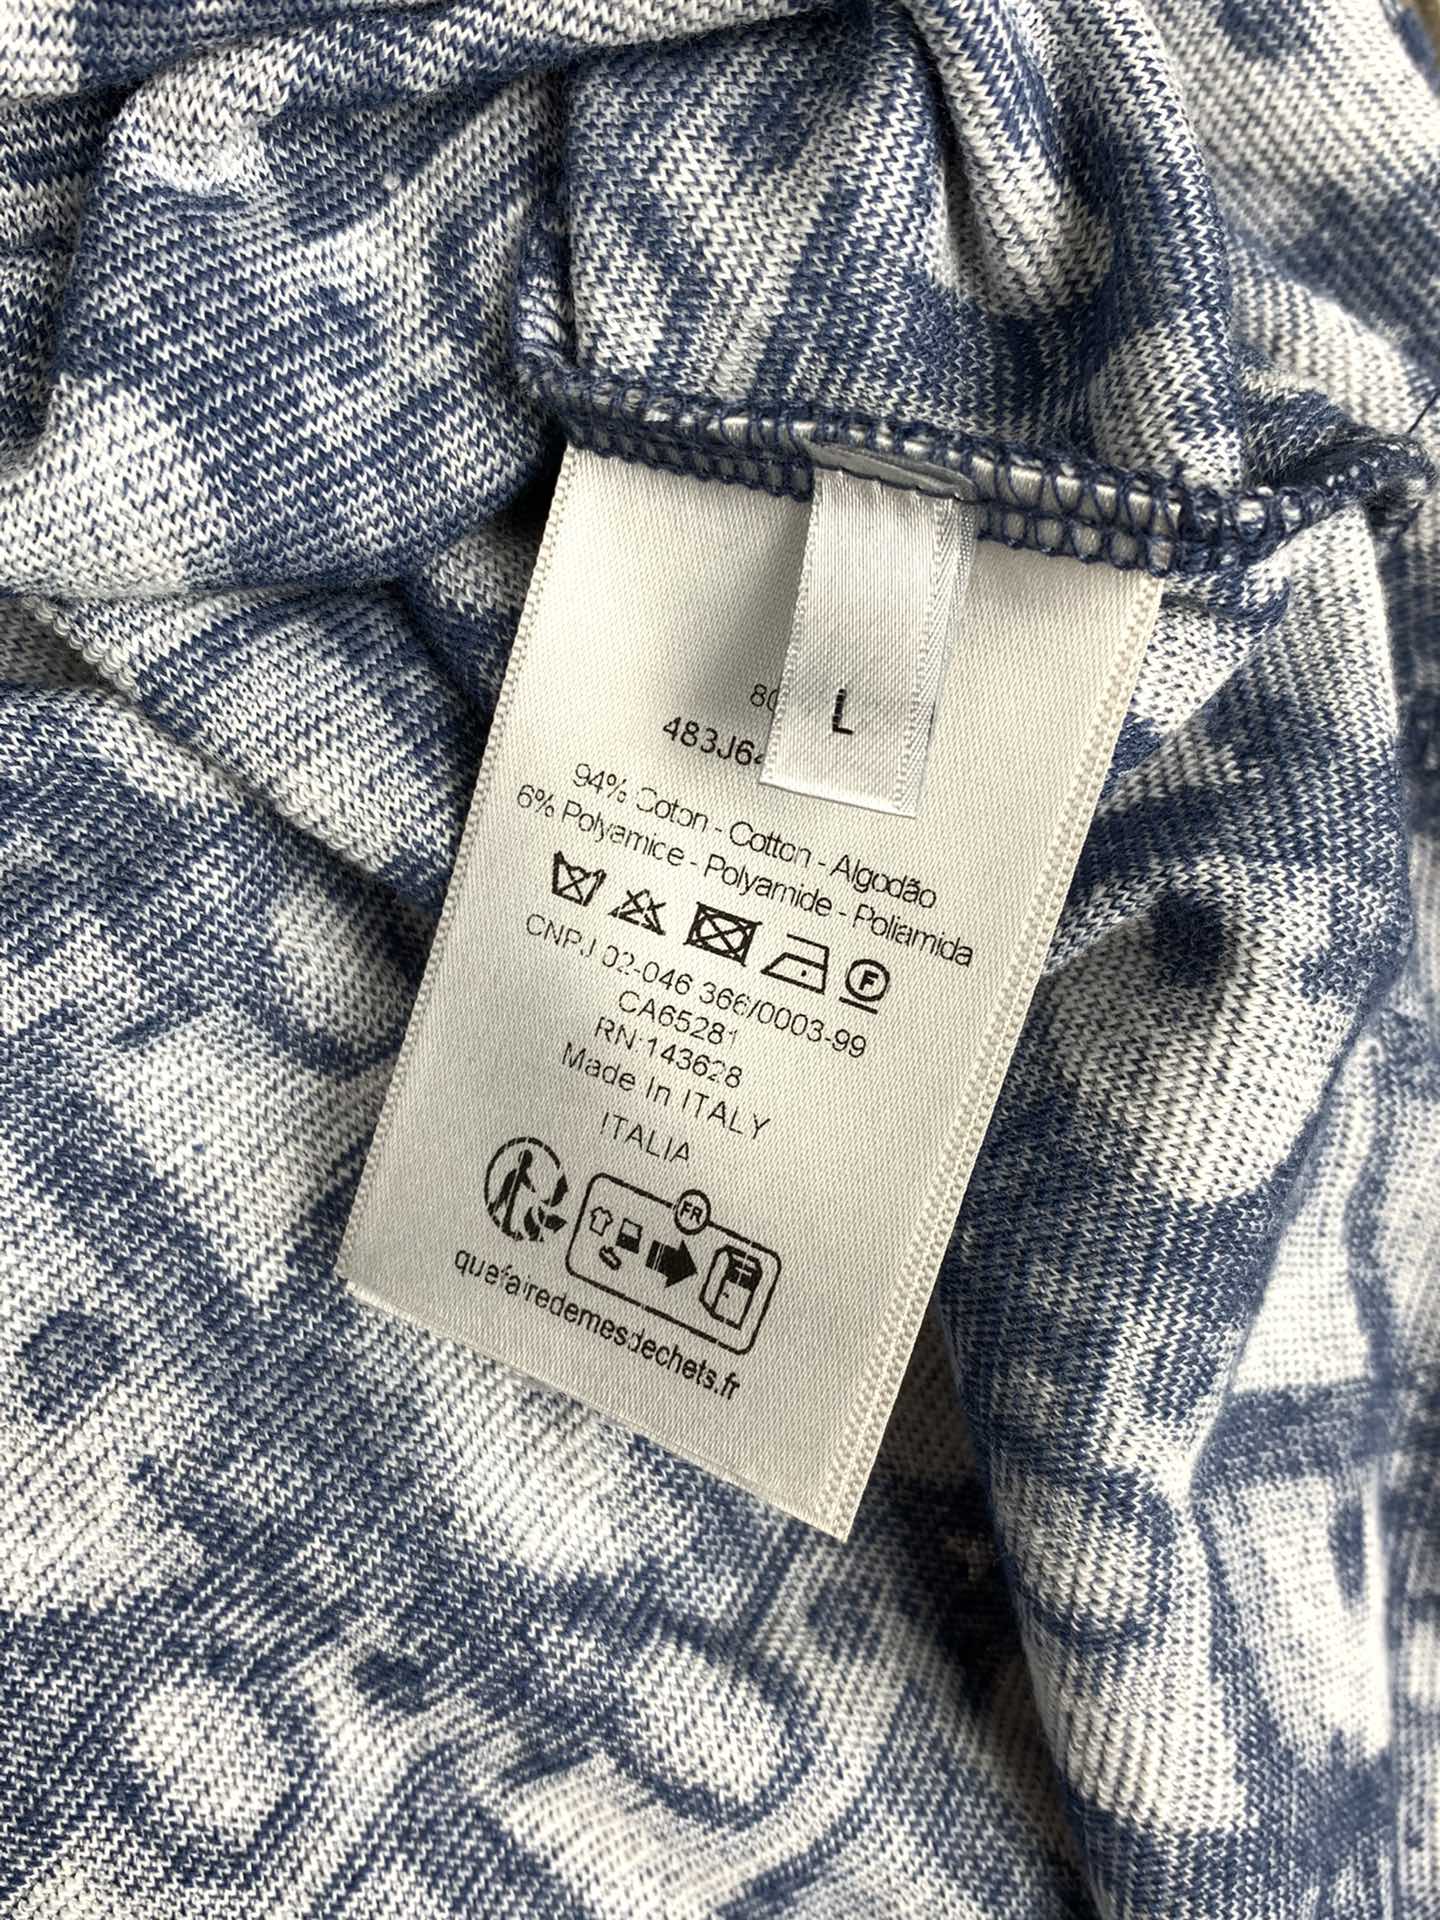 L
483J64
94% Coton - Cotton - Algodão
6% Polyamice - Polyamide - Poliamida
F
CNPJ 02-046 366/0003-99
CA65281
RN:143628
Made In ITALY
ITALIA
FR
quefairedemesdechets.fr